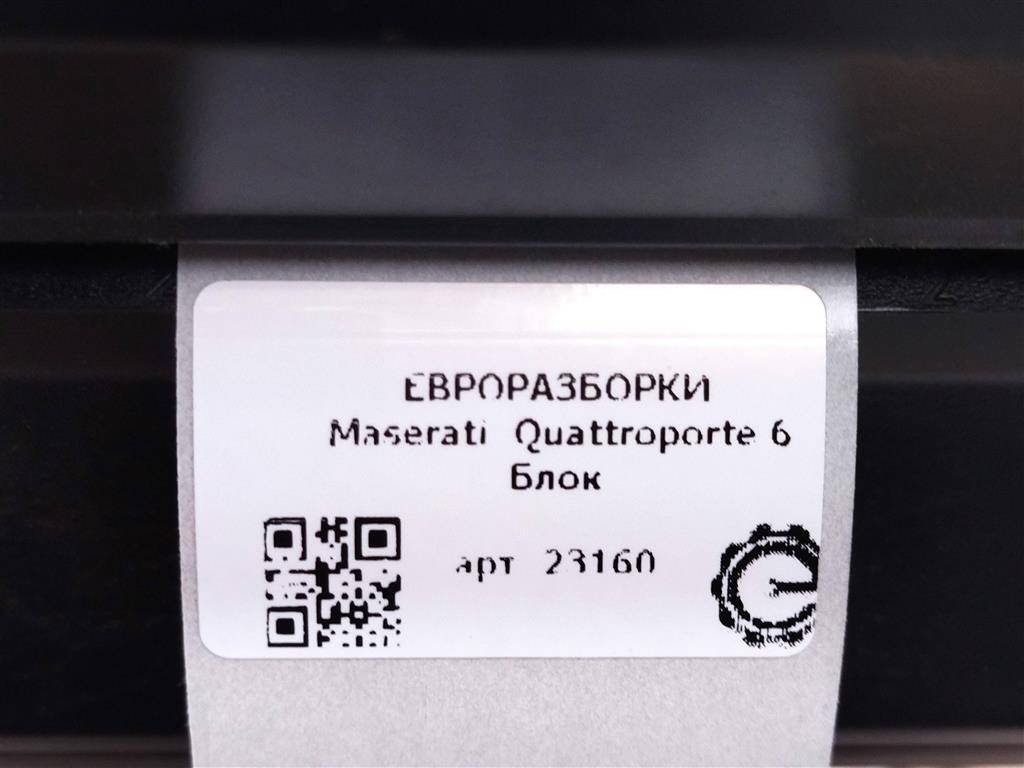 ЕВРОРАЗБОРКИ
Maserati Quattroporte 6
Блок
арт 23160